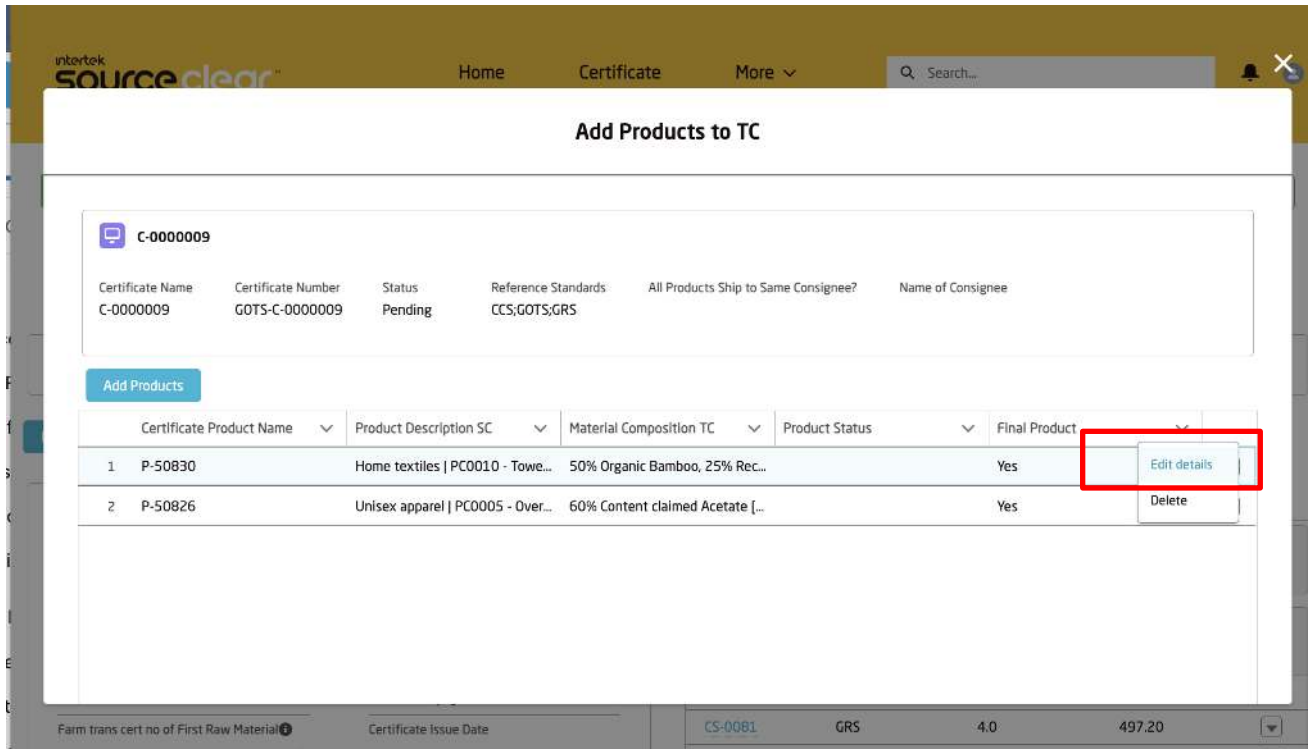 intertek
source clear™
Home Certificate More Search...
Add Products to TC
C-0000009
Certificate Name Certificate Number Status Reference Standards All Products Ship to Same Consignee? Name of Consignee
C-0000009 GOTS-C-0000009 Pending CCS;GOTS;GRS
Add Products
Certificate Product Name Product Description SC Material Composition TC Product Status Final Product
1 P-50830 Home textiles | PC0010 - Towe... 50% Organic Bamboo, 25% Rec... Yes Edit details
2 P-50826 Unisex apparel | PC0005 - Over... 60% Content claimed Acetate [... Yes Delete
Farm trans cert no of First Raw Material Certificate Issue Date CS-0081 GRS 4.0 497.20